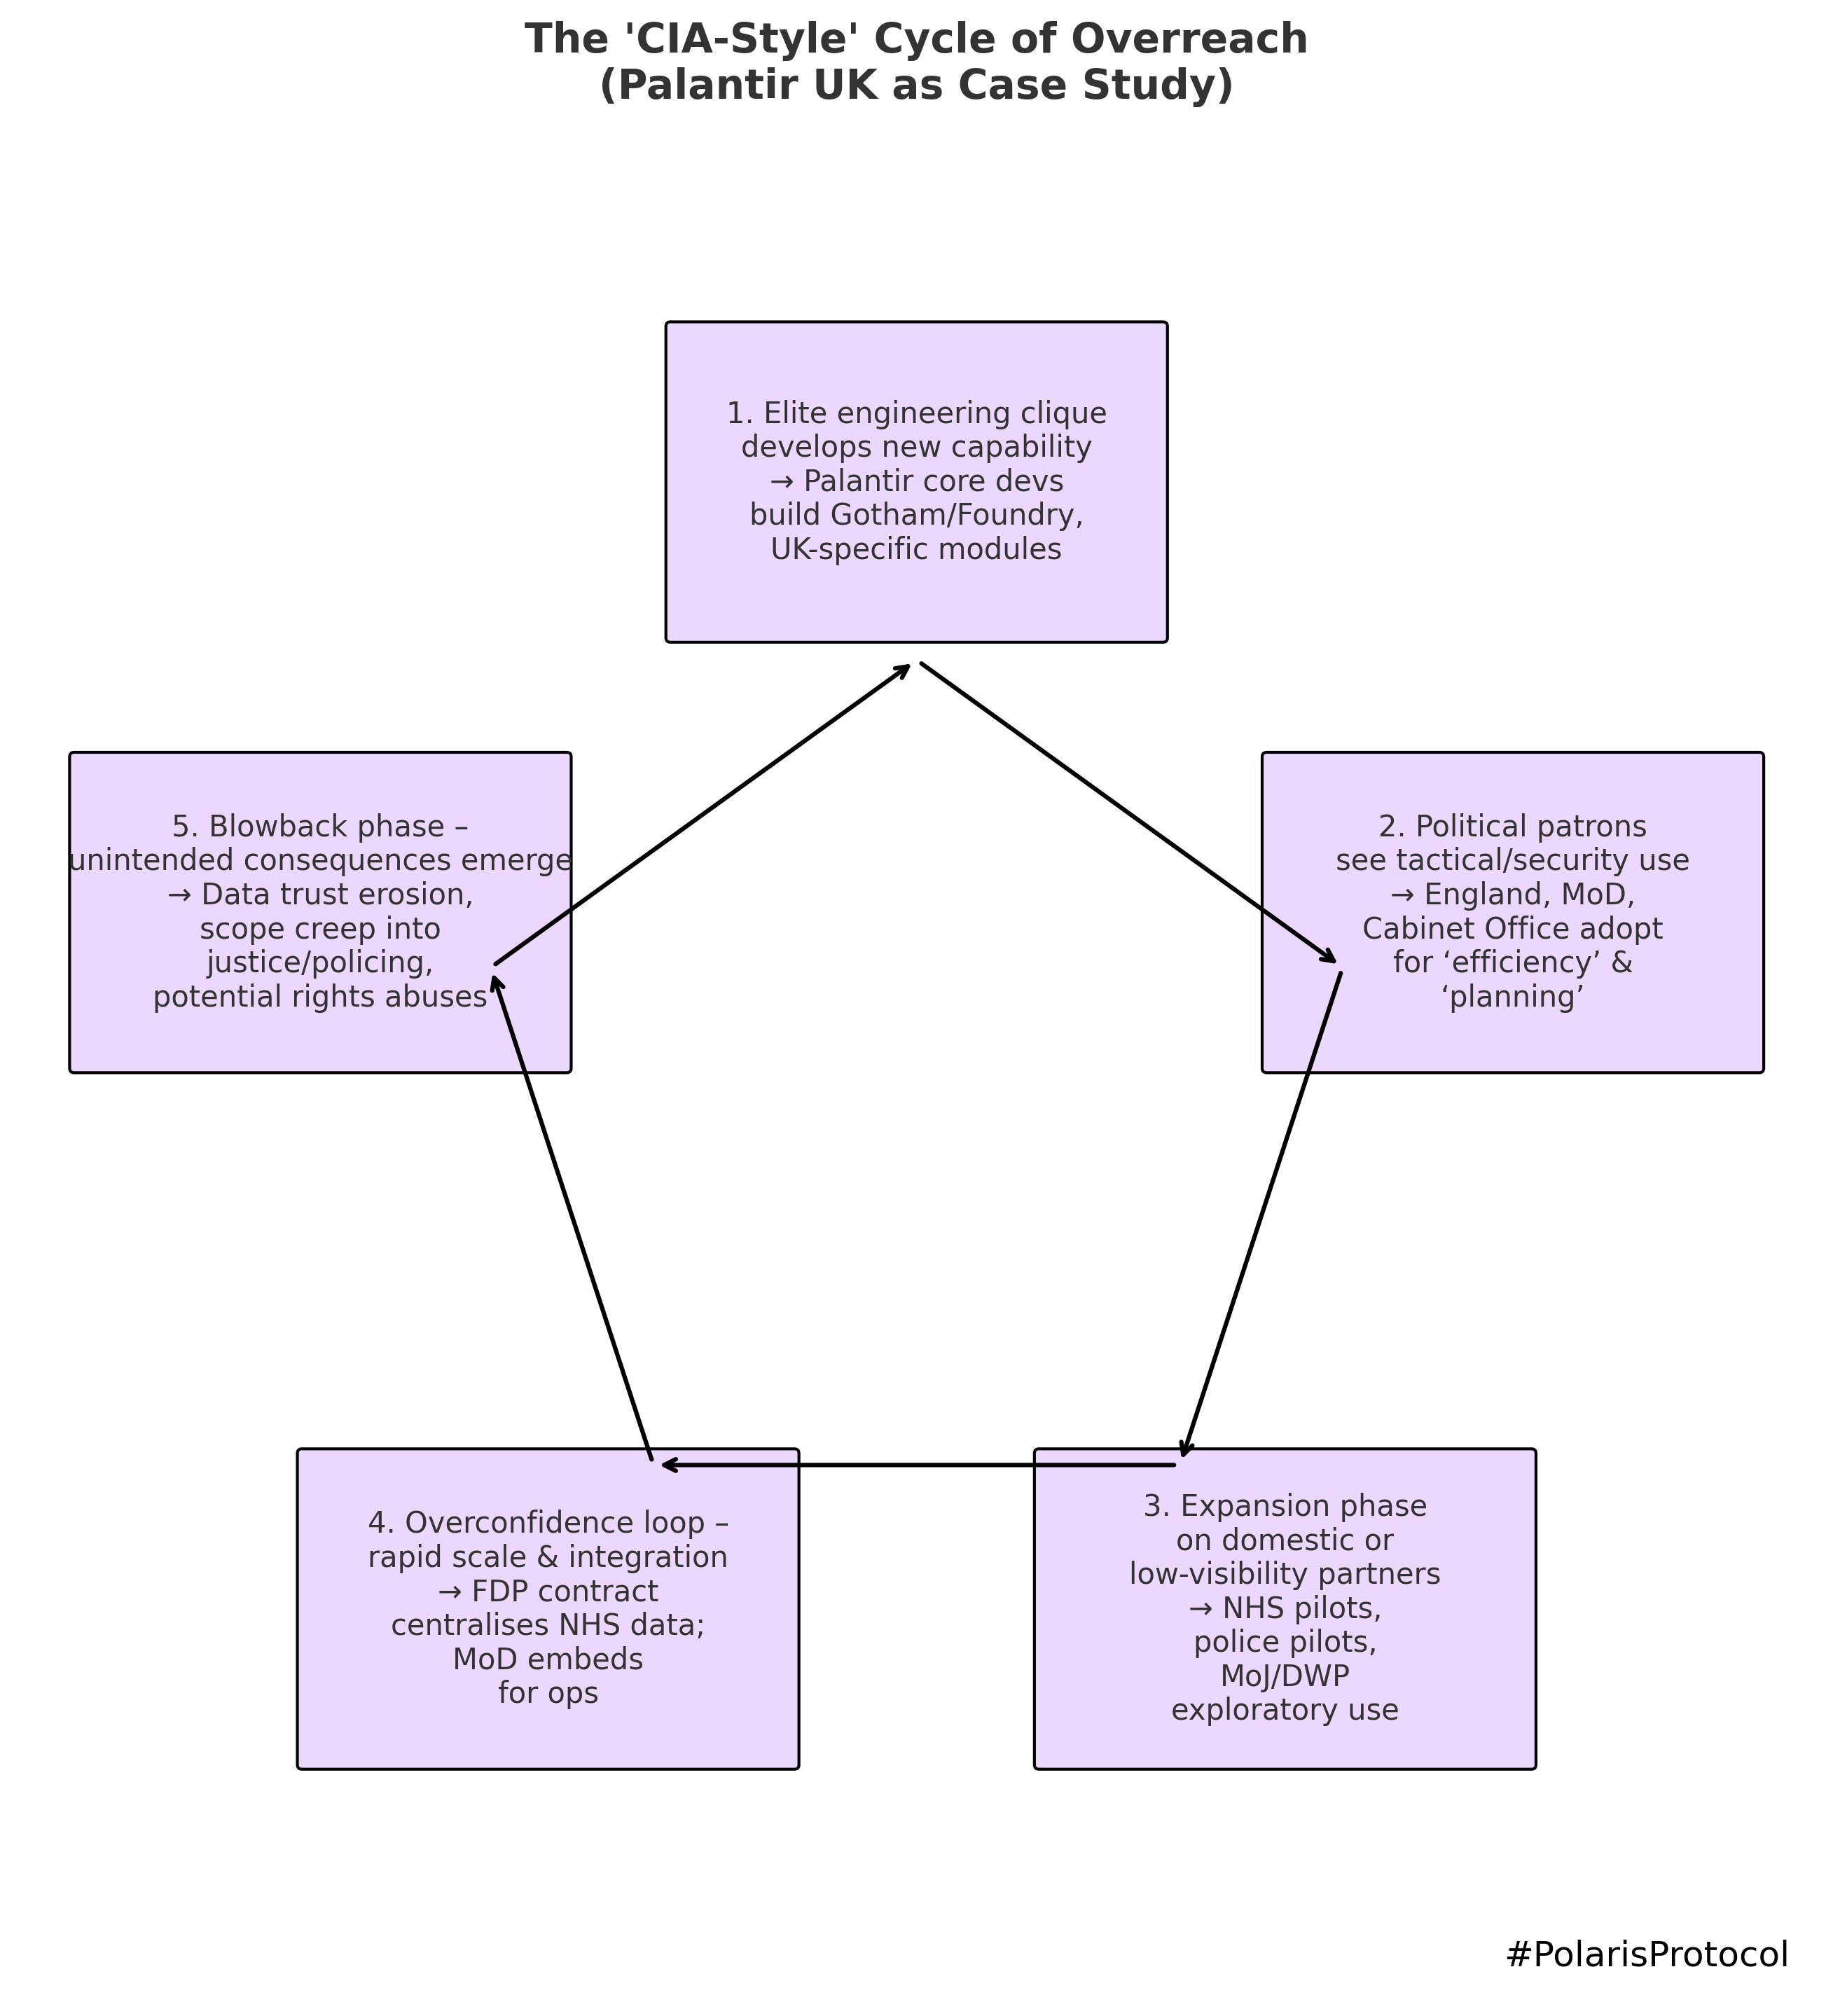 The 'CIA-Style' Cycle of Overreach
(Palantir UK as Case Study)
1. Elite engineering clique
develops new capability
→ Palantir core devs
build Gotham/Foundry,
UK-specific modules
2. Political patrons
see tactical/security use
→ England, MoD,
Cabinet Office adopt
for ‘efficiency’ &
‘planning’
3. Expansion phase
on domestic or
low-visibility partners
→ NHS pilots,
police pilots,
MoJ/DWP
exploratory use
4. Overconfidence loop –
rapid scale & integration
→ FDP contract
centralises NHS data;
MoD embeds
for ops
5. Blowback phase –
unintended consequences emerge
→ Data trust erosion,
scope creep into
justice/policing,
potential rights abuses
#PolarisProtocol